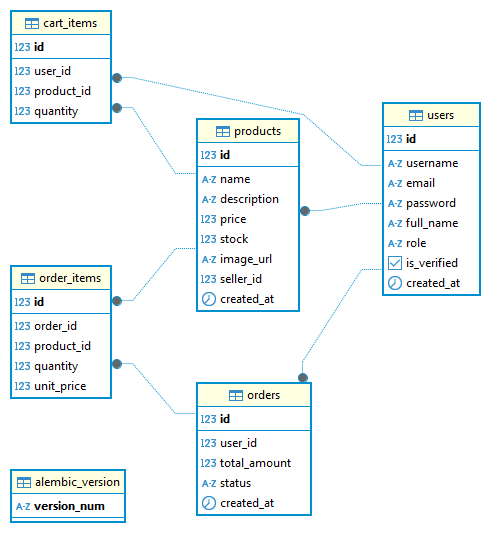 cart_items
123 id
123 user_id
123 product_id
123 quantity
products
123 id
A-Z name
A-Z description
123 price
123 stock
A-Z image_url
123 seller_id
created_at
users
123 id
A-Z username
A-Z email
A-Z password
A-Z full_name
A-Z role
is_verified
created_at
order_items
123 id
123 order_id
123 product_id
123 quantity
123 unit_price
orders
123 id
123 user_id
123 total_amount
A-Z status
created_at
alembic_version
A-Z version_num